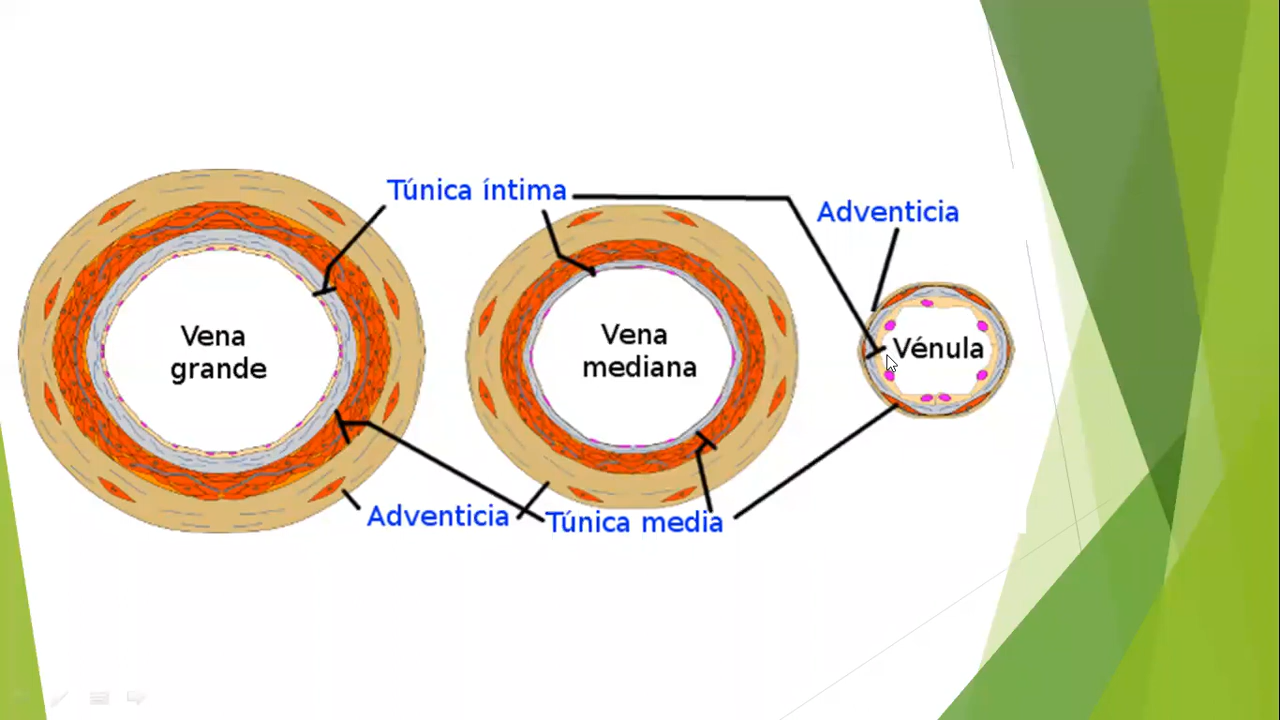 Túnica íntima
Adventicia
Vena
grande
Vena
mediana
Vénula
Adventicia
Túnica media